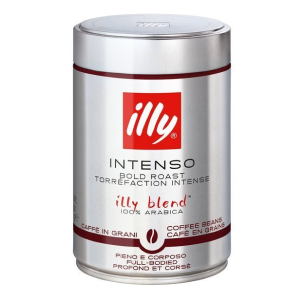 illy
INTENSO
BOLD ROAST
TORRÉFACTION INTENSE
illy blend
100% ARABICA
CAFFÈ IN GRANI
COFFEE BEANS
CAFÉ EN GRAINS
PIENO E CORPOSO
FULL-BODIED
PROFOND ET CORSÉ